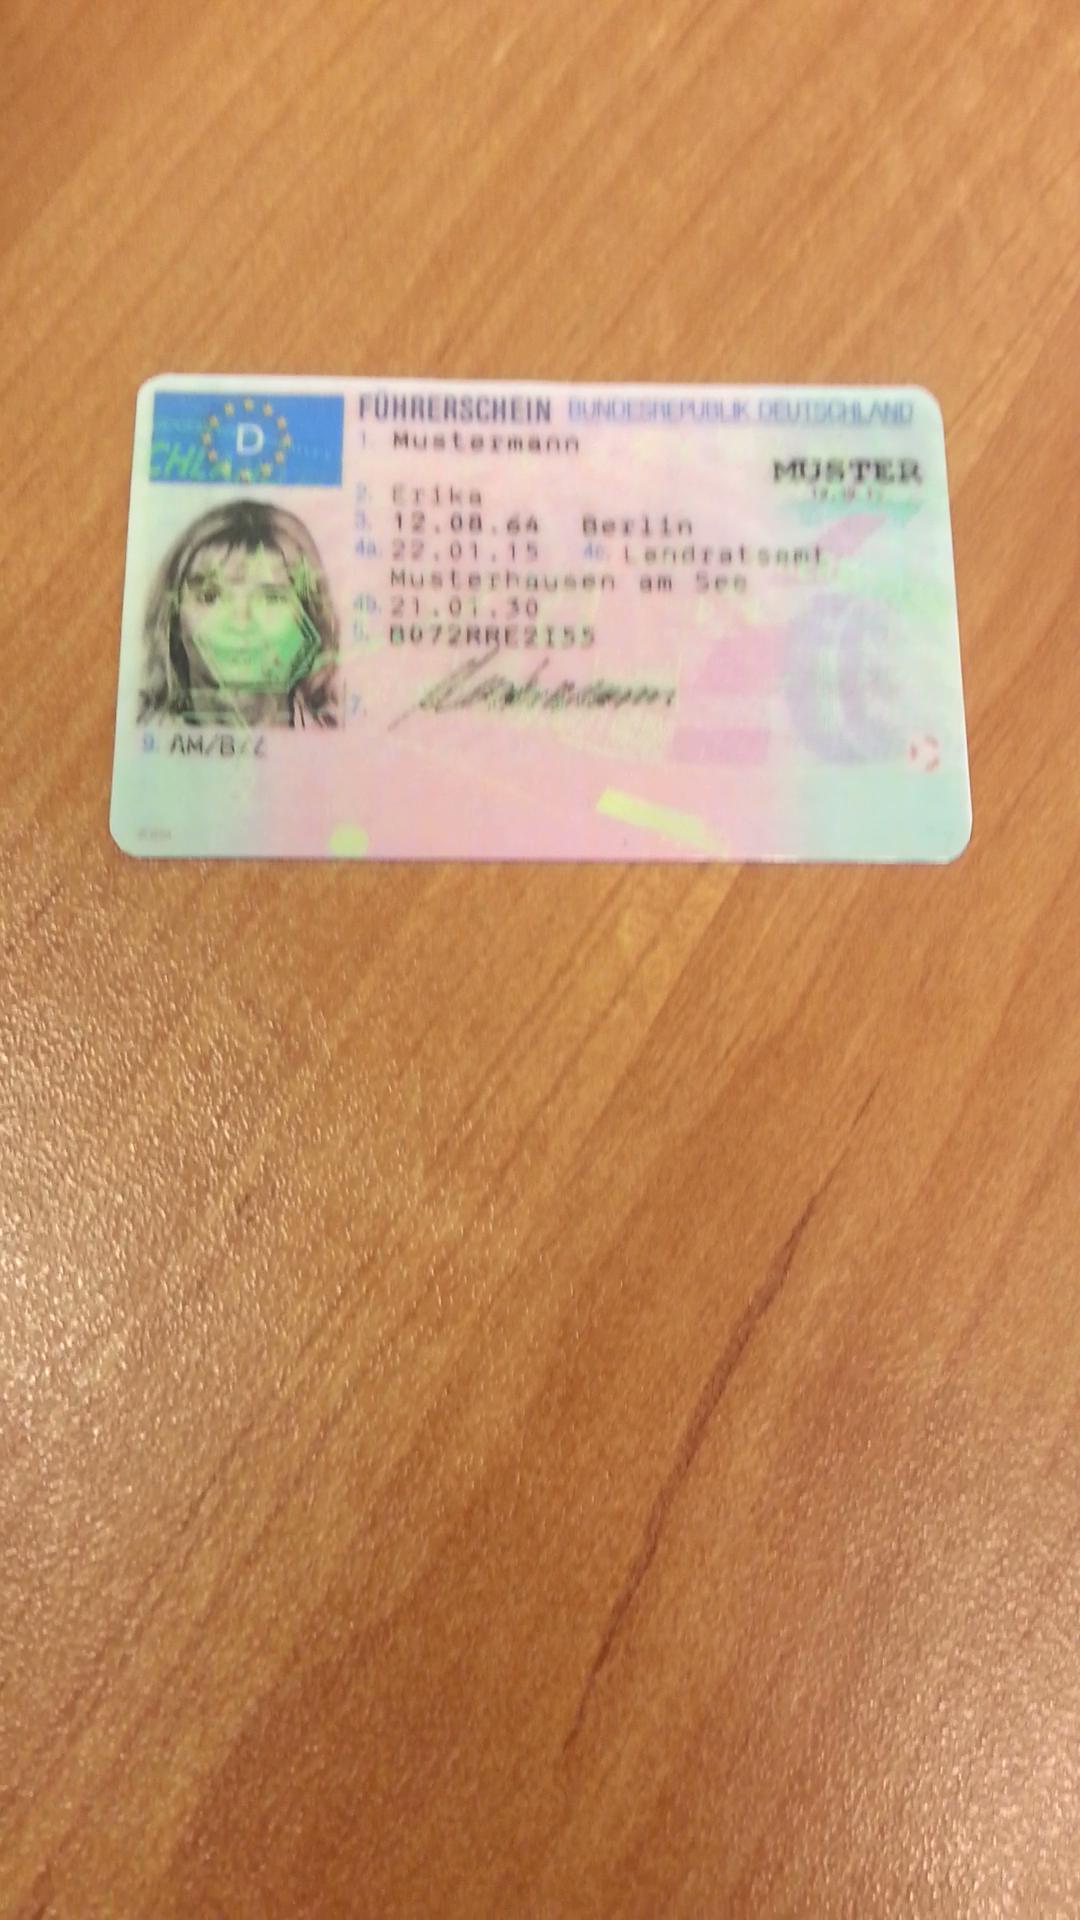 FÜHRERSCHEIN BUNDESREPUBLIK DEUTSCHLAND
D
1. Mustermann
MUSTER
2. Erika
3. 12.08.64 Berlin
4a. 22.01.15 4c. Landratsamt
Musterhausen am See
4b. 21.01.30
5. B072RRE2I55
7.
9. AM/B/L